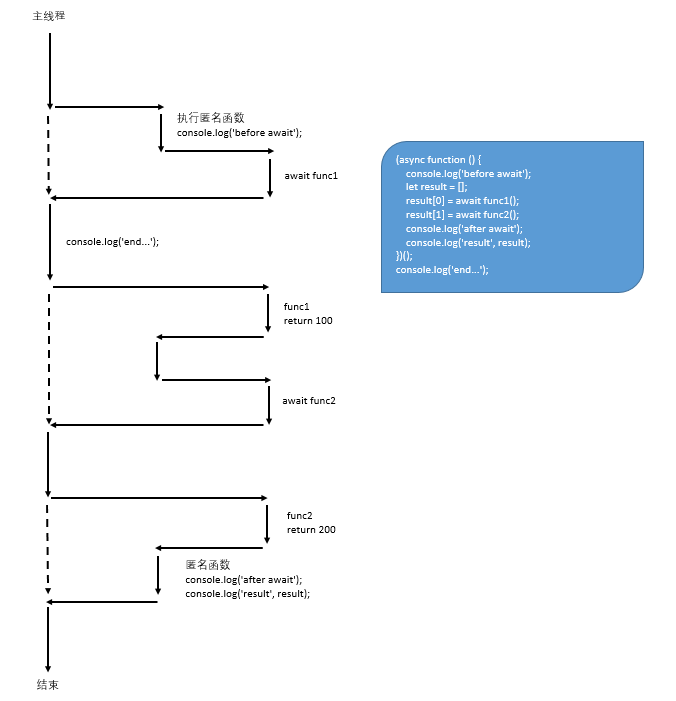 主线程
执行匿名函数
console.log('before await');
await func1
(async function () {
console.log('before await');
let result = [];
result[0] = await func1();
result[1] = await func2();
console.log('after await');
console.log('result', result);
})();
console.log('end...');
console.log('end...');
func1
return 100
await func2
func2
return 200
匿名函数
console.log('after await');
console.log('result', result);
结束